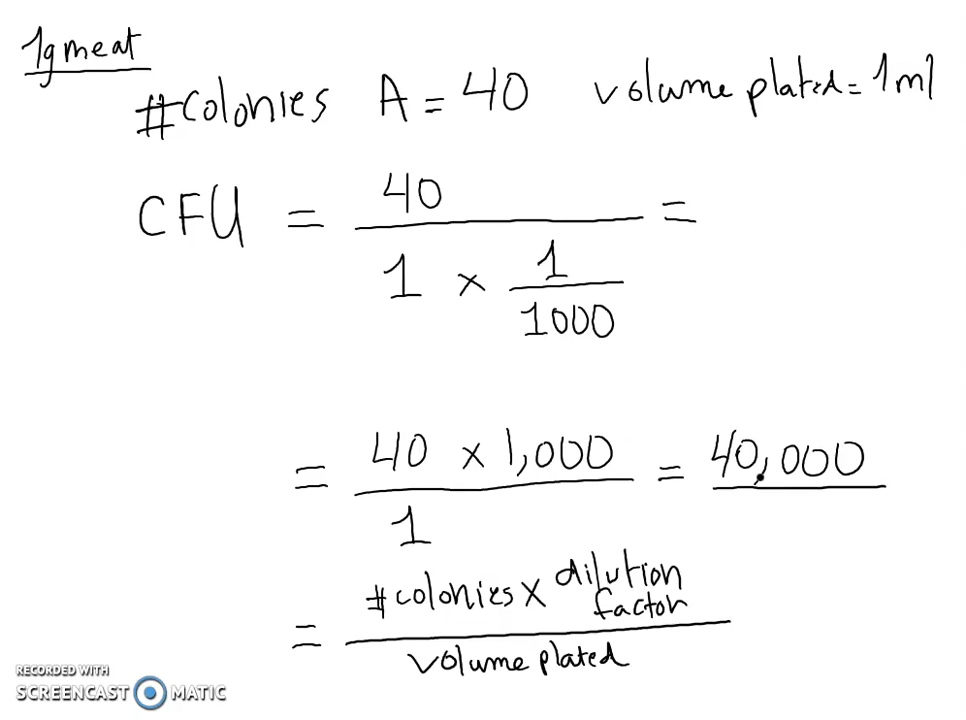 1g meat
#colonies A = 40 volume plated = 1ml
CFU = 40 / 1 × 1/1000 =
= 40 × 1,000 / 1 = 40,000
= #colonies × dilution factor / volume plated
RECORDED WITH
SCREENCAST MATIC